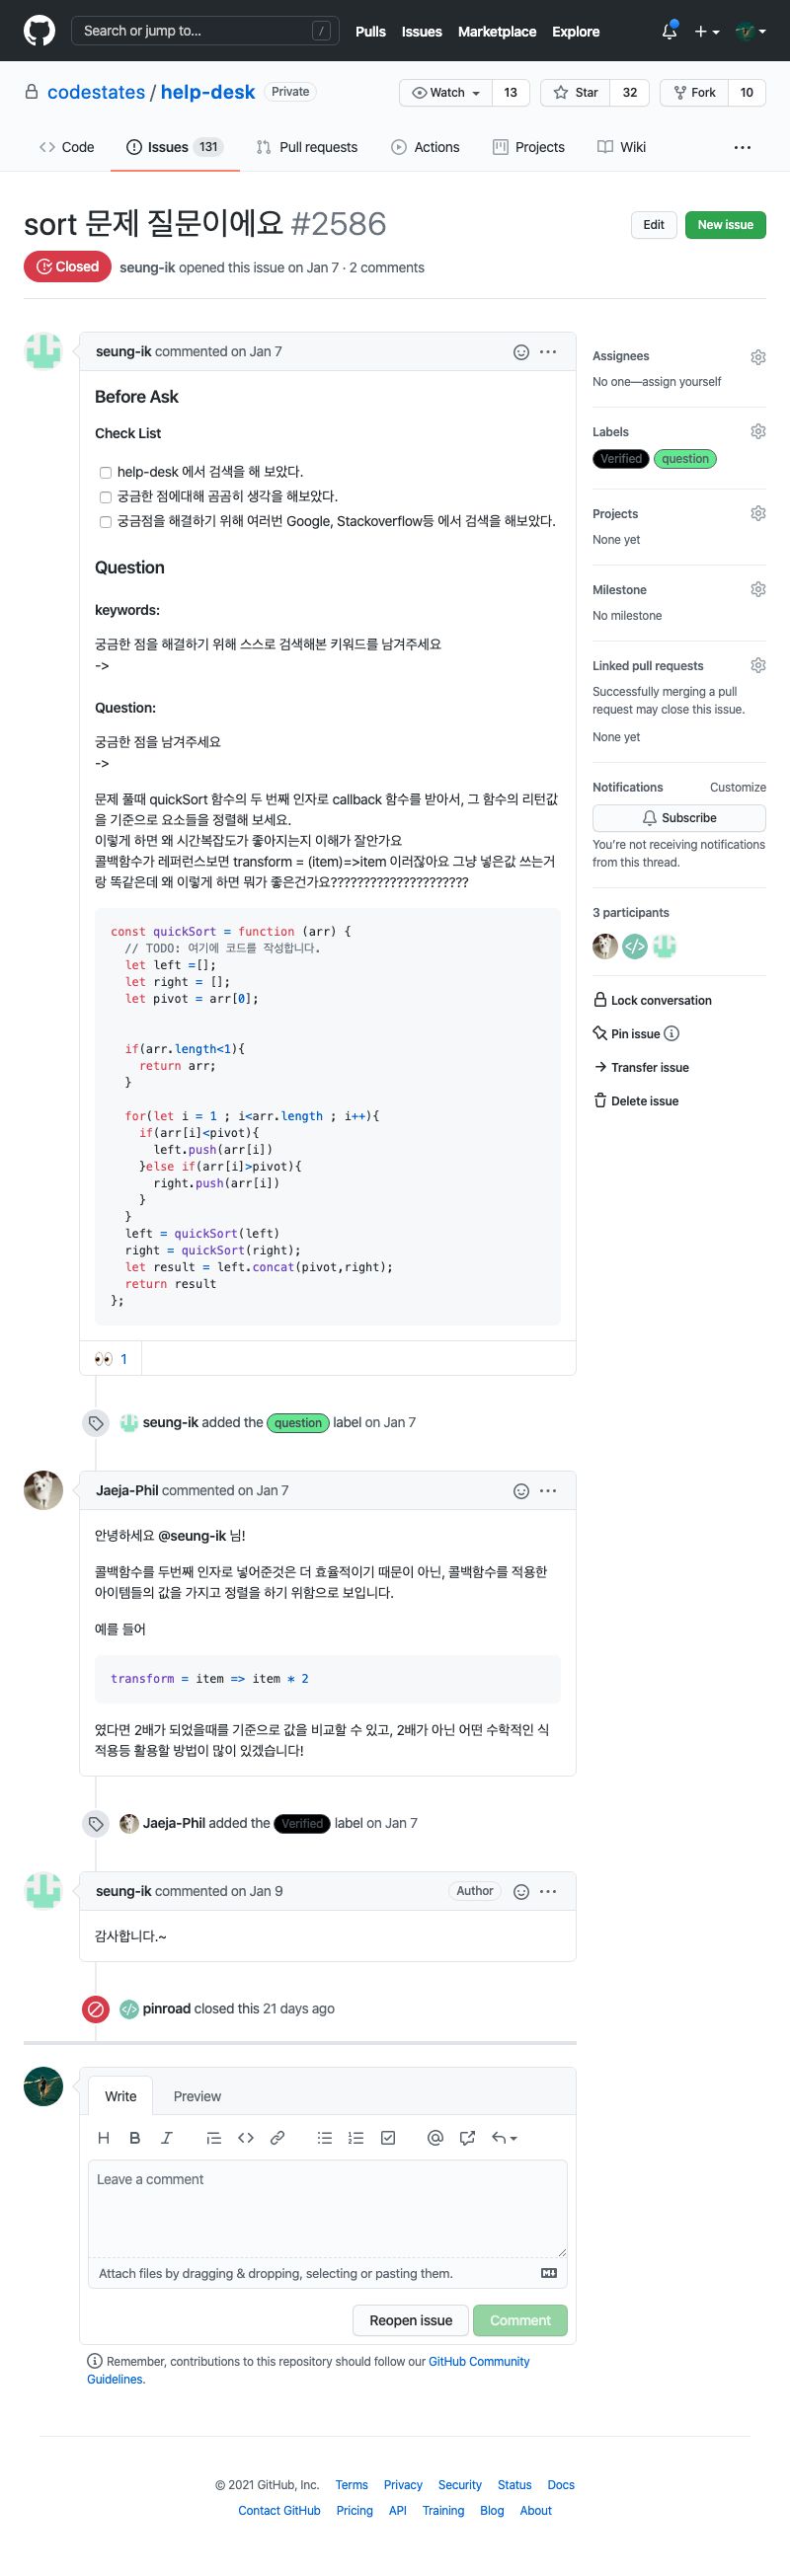 Search or jump to... /
Pulls Issues Marketplace Explore
codestates / help-desk Private
Watch 13 Star 32 Fork 10
Code Issues 131 Pull requests Actions Projects Wiki
sort 문제 질문이에요 #2586
Edit New issue
Closed seung-ik opened this issue on Jan 7 · 2 comments
seung-ik commented on Jan 7
Before Ask
Check List
help-desk 에서 검색을 해 보았다.
궁금한 점에대해 곰곰히 생각을 해보았다.
궁금점을 해결하기 위해 여러번 Google, Stackoverflow등 에서 검색을 해보았다.
Question
keywords:
궁금한 점을 해결하기 위해 스스로 검색해본 키워드를 남겨주세요
->
Question:
궁금한 점을 남겨주세요
->
문제 풀때 quickSort 함수의 두 번째 인자로 callback 함수를 받아서, 그 함수의 리턴값
을 기준으로 요소들을 정렬해 보세요.
이렇게 하면 왜 시간복잡도가 좋아지는지 이해가 잘안가요
콜백함수가 레퍼런스보면 transform = (item)=>item 이러잖아요 그냥 넣은값 쓰는거
랑 똑같은데 왜 이렇게 하면 뭐가 좋은건가요?????????????????????
const quickSort = function (arr) {
// TODO: 여기에 코드를 작성합니다.
let left =[];
let right = [];
let pivot = arr[0];
if(arr.length<1){
return arr;
}
for(let i = 1 ; i<arr.length ; i++){
if(arr[i]<pivot){
left.push(arr[i])
}else if(arr[i]>pivot){
right.push(arr[i])
}
}
left = quickSort(left)
right = quickSort(right);
let result = left.concat(pivot,right);
return result
};
👀 1
seung-ik added the question label on Jan 7
Jaeja-Phil commented on Jan 7
안녕하세요 @seung-ik 님!
콜백함수를 두번째 인자로 넣어준것은 더 효율적이기 때문이 아닌, 콜백함수를 적용한
아이템들의 값을 가지고 정렬을 하기 위함으로 보입니다.
예를 들어
transform = item => item * 2
였다면 2배가 되었을때를 기준으로 값을 비교할 수 있고, 2배가 아닌 어떤 수학적인 식
적용등 활용할 방법이 많이 있겠습니다!
Jaeja-Phil added the Verified label on Jan 7
seung-ik commented on Jan 9 Author
감사합니다.~
pinroad closed this 21 days ago
Write Preview
Leave a comment
Attach files by dragging & dropping, selecting or pasting them.
Reopen issue Comment
Remember, contributions to this repository should follow our GitHub Community
Guidelines.
Assignees
No one—assign yourself
Labels
Verified question
Projects
None yet
Milestone
No milestone
Linked pull requests
Successfully merging a pull
request may close this issue.
None yet
Notifications Customize
Subscribe
You're not receiving notifications
from this thread.
3 participants
Lock conversation
Pin issue
Transfer issue
Delete issue
© 2021 GitHub, Inc. Terms Privacy Security Status Docs
Contact GitHub Pricing API Training Blog About